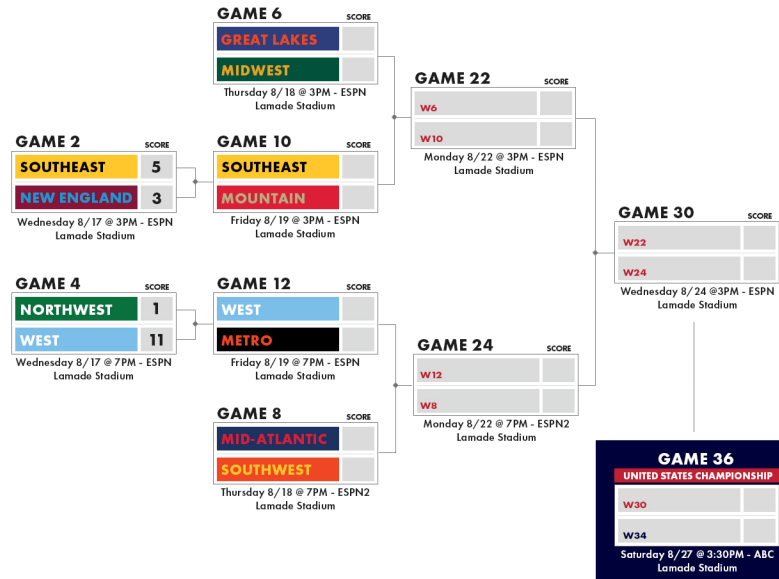 GAME 6
SCORE
GREAT LAKES
MIDWEST
Thursday 8/18 @ 3PM - ESPN
Lamade Stadium
GAME 22
SCORE
W6
W10
Monday 8/22 @ 3PM - ESPN
Lamade Stadium
GAME 2
SCORE
SOUTHEAST 5
NEW ENGLAND 3
Wednesday 8/17 @ 3PM - ESPN
Lamade Stadium
GAME 10
SCORE
SOUTHEAST
MOUNTAIN
Friday 8/19 @ 3PM - ESPN
Lamade Stadium
GAME 30
SCORE
W22
W24
Wednesday 8/24 @3PM - ESPN
Lamade Stadium
GAME 4
SCORE
NORTHWEST 1
WEST 11
Wednesday 8/17 @ 7PM - ESPN
Lamade Stadium
GAME 12
SCORE
WEST
METRO
Friday 8/19 @ 7PM - ESPN
Lamade Stadium
GAME 24
SCORE
W12
W8
Monday 8/22 @ 7PM - ESPN2
Lamade Stadium
GAME 8
SCORE
MID-ATLANTIC
SOUTHWEST
Thursday 8/18 @ 7PM - ESPN2
Lamade Stadium
GAME 36
UNITED STATES CHAMPIONSHIP
W30
W34
Saturday 8/27 @ 3:30PM - ABC
Lamade Stadium